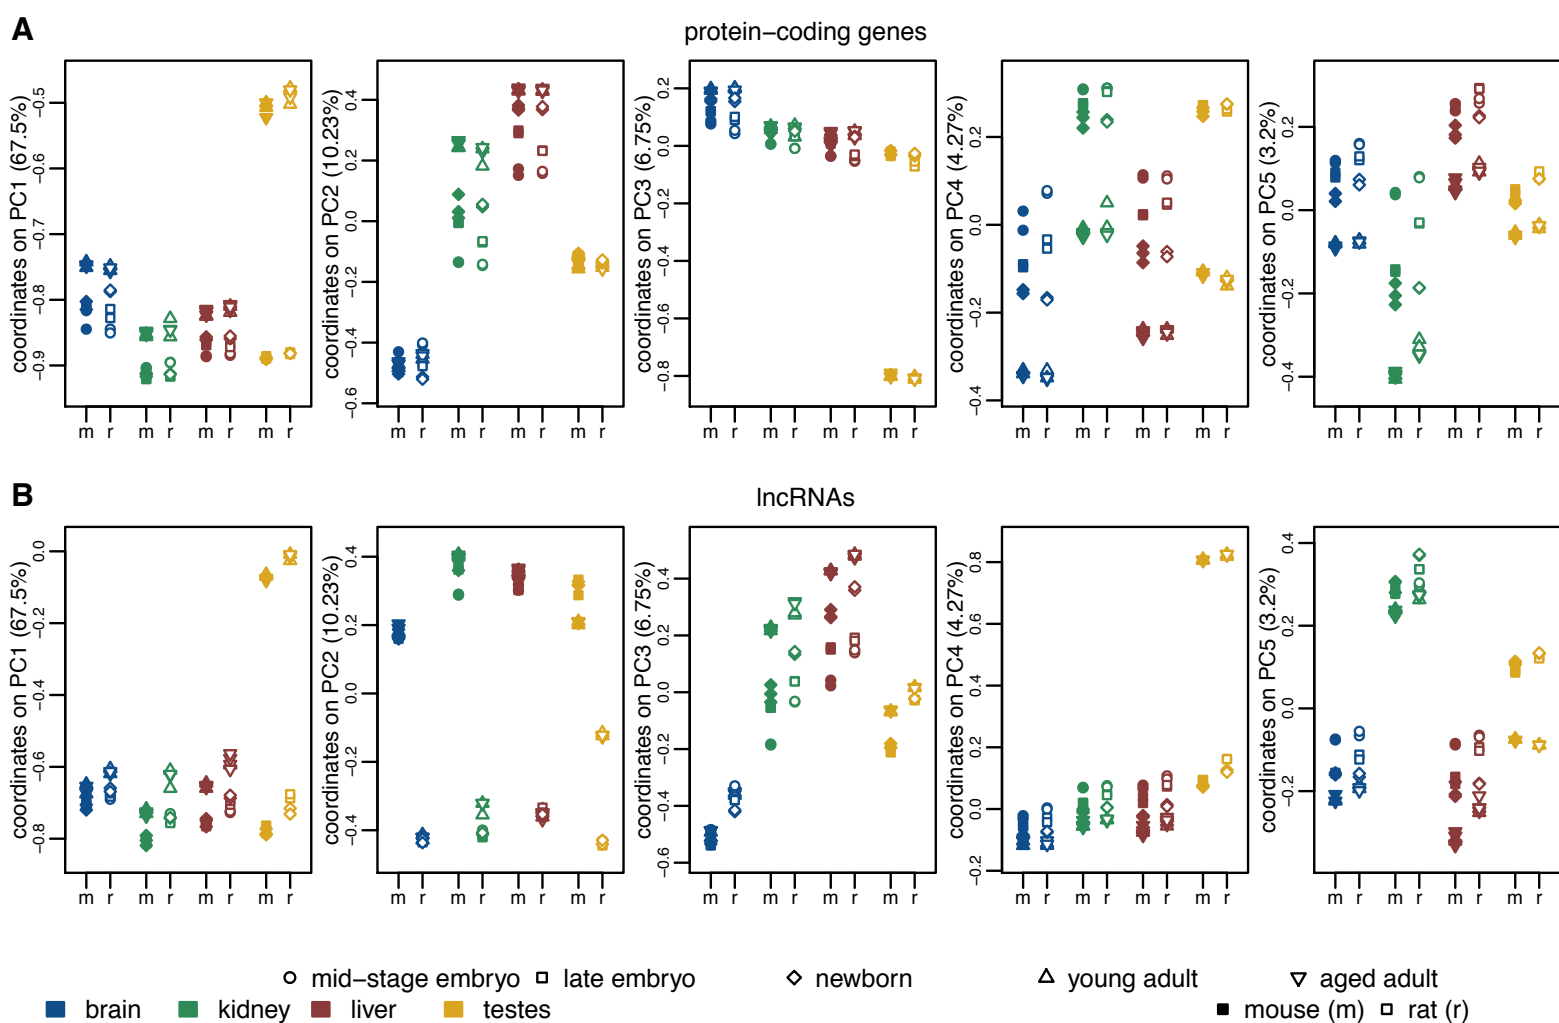 A
protein−coding genes
coordinates on PC1 (67.5%)
−0.5
−0.6
−0.7
−0.8
−0.9
m r m r m r m r
coordinates on PC2 (10.23%)
0.4
0.2
0.0
−0.2
−0.4
−0.6
m r m r m r m r
coordinates on PC3 (6.75%)
0.2
0.0
−0.2
−0.4
−0.6
−0.8
m r m r m r m r
coordinates on PC4 (4.27%)
0.2
0.0
−0.2
−0.4
m r m r m r m r
coordinates on PC5 (3.2%)
0.2
0.0
−0.2
−0.4
m r m r m r m r
B
lncRNAs
coordinates on PC1 (67.5%)
0.0
−0.2
−0.4
−0.6
−0.8
m r m r m r m r
coordinates on PC2 (10.23%)
0.4
0.2
0.0
−0.2
−0.4
m r m r m r m r
coordinates on PC3 (6.75%)
0.4
0.2
0.0
−0.2
−0.4
−0.6
m r m r m r m r
coordinates on PC4 (4.27%)
0.8
0.6
0.4
0.2
0.0
−0.2
m r m r m r m r
coordinates on PC5 (3.2%)
0.4
0.2
0.0
−0.2
m r m r m r m r
mid−stage embryo late embryo newborn young adult aged adult
brain kidney liver testes mouse (m) rat (r)